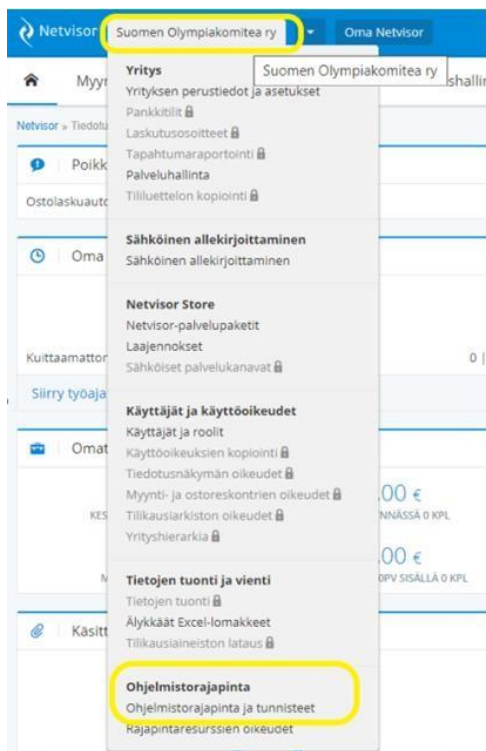 Netvisor
Suomen Olympiakomitea ry
Oma Netvisor
Suomen Olympiakomitea ry
Yritys
Yrityksen perustiedot ja asetukset
Pankkitilit
Laskutusosoitteet
Tapahtumaraportointi
Palveluhallinta
Tililuettelon kopiointi
Sähköinen allekirjoittaminen
Sähköinen allekirjoittaminen
Netvisor Store
Netvisor-palvelupaketit
Laajennokset
Sähköiset palvelukanavat
Käyttäjät ja käyttöoikeudet
Käyttäjät ja roolit
Käyttöoikeuksien kopiointi
Tiedotusnäkymän oikeudet
Myynti- ja ostoreskontrien oikeudet
Tilikausiarkiston oikeudet
Yrityshierarkia
Tietojen tuonti ja vienti
Tietojen tuonti
Älykkäät Excel-lomakkeet
Tilikausiaineiston lataus
Ohjelmistorajapinta
Ohjelmistorajapinta ja tunnisteet
Rajapintaresurssien oikeudet
Myyn
shallin
Netvisor » Tiedotu
Poikk
Ostolaskuauto
Oma
Kuittaamattor
0 |
Siirry työaja
Omat
.00 €
KES
NNÄSSÄ 0 KPL
.00 €
0PV SISÄLLÄ 0 KPL
Käsitt